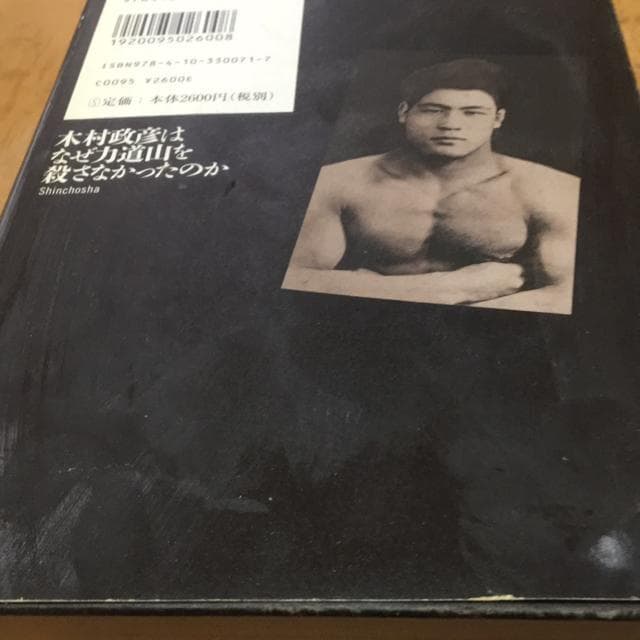 1920095026008
ISBN978-4-10-330071-7
C0095 ¥2600E
定価：本体2600円(税別)
木村政彦は
なぜ力道山を
殺さなかったのか
Shinchosha